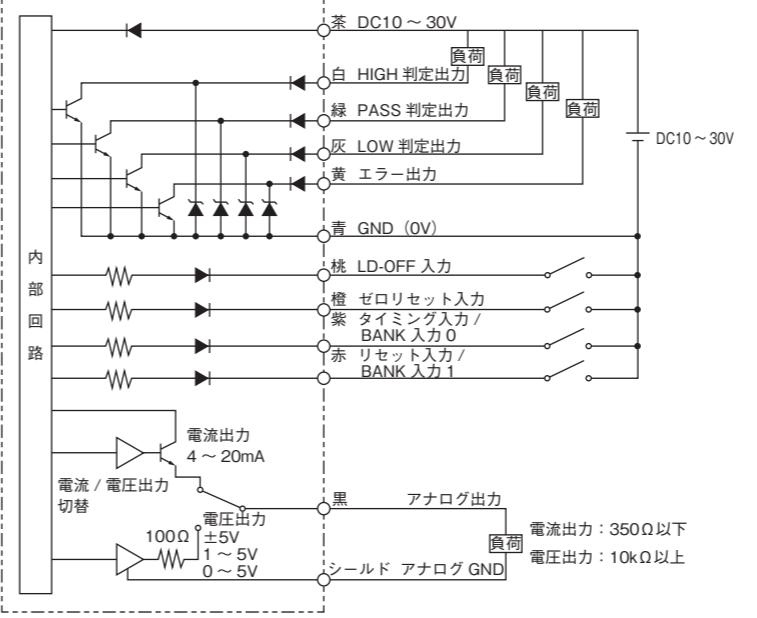 茶 DC10 ～ 30V
負荷
白 HIGH 判定出力
負荷
負荷
緑 PASS 判定出力
負荷
DC10 ～ 30V
灰 LOW 判定出力
黄 エラー出力
青 GND（0V）
内部回路
桃 LD-OFF 入力
橙 ゼロリセット入力
紫 タイミング入力 /
BANK 入力 0
赤 リセット入力 /
BANK 入力 1
電流出力
4 ～ 20mA
電流 / 電圧出力
切替
黒 アナログ出力
電圧出力
±5V
1 ～ 5V
0 ～ 5V
100Ω
負荷
電流出力：350Ω以下
電圧出力：10kΩ以上
シールド アナログ GND